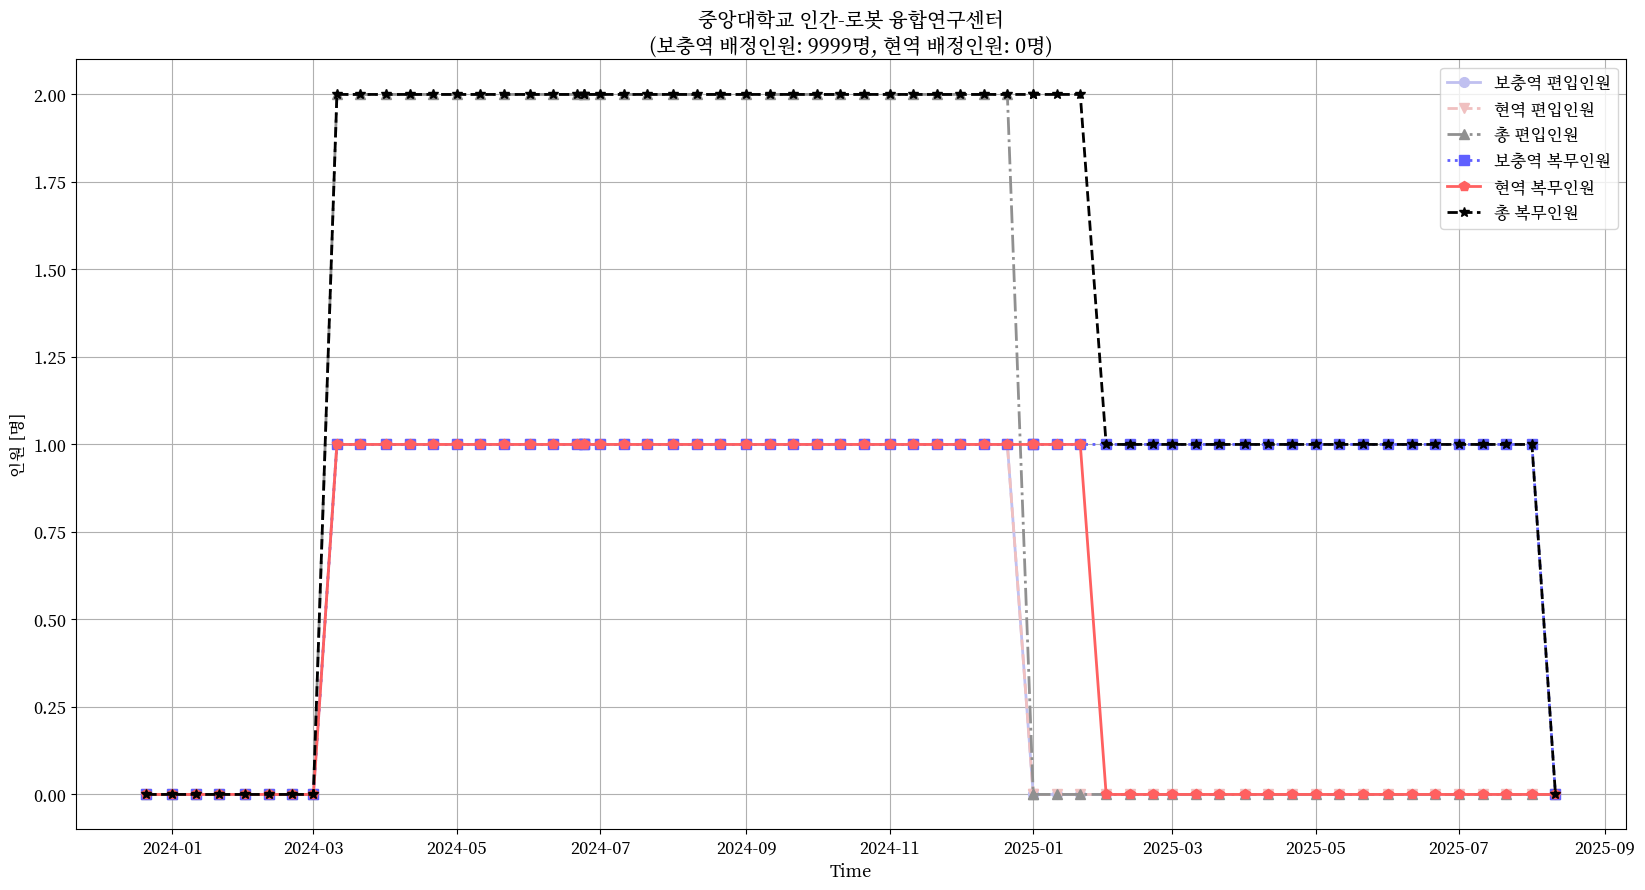 중앙대학교 인간-로봇 융합연구센터
(보충역 배정인원: 9999명, 현역 배정인원: 0명)
보충역 편입인원
현역 편입인원
총 편입인원
보충역 복무인원
현역 복무인원
총 복무인원
2.00
1.75
1.50
1.25
1.00
0.75
0.50
0.25
0.00
인원 [명]
2024-01 2024-03 2024-05 2024-07 2024-09 2024-11 2025-01 2025-03 2025-05 2025-07 2025-09
Time